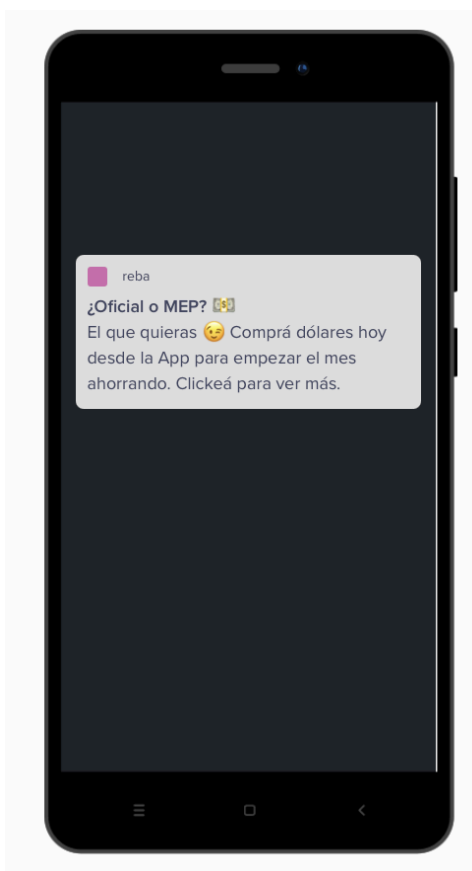 reba
¿Oficial o MEP? 💵
El que quieras 😉 Comprá dólares hoy
desde la App para empezar el mes
ahorrando. Clickeá para ver más.